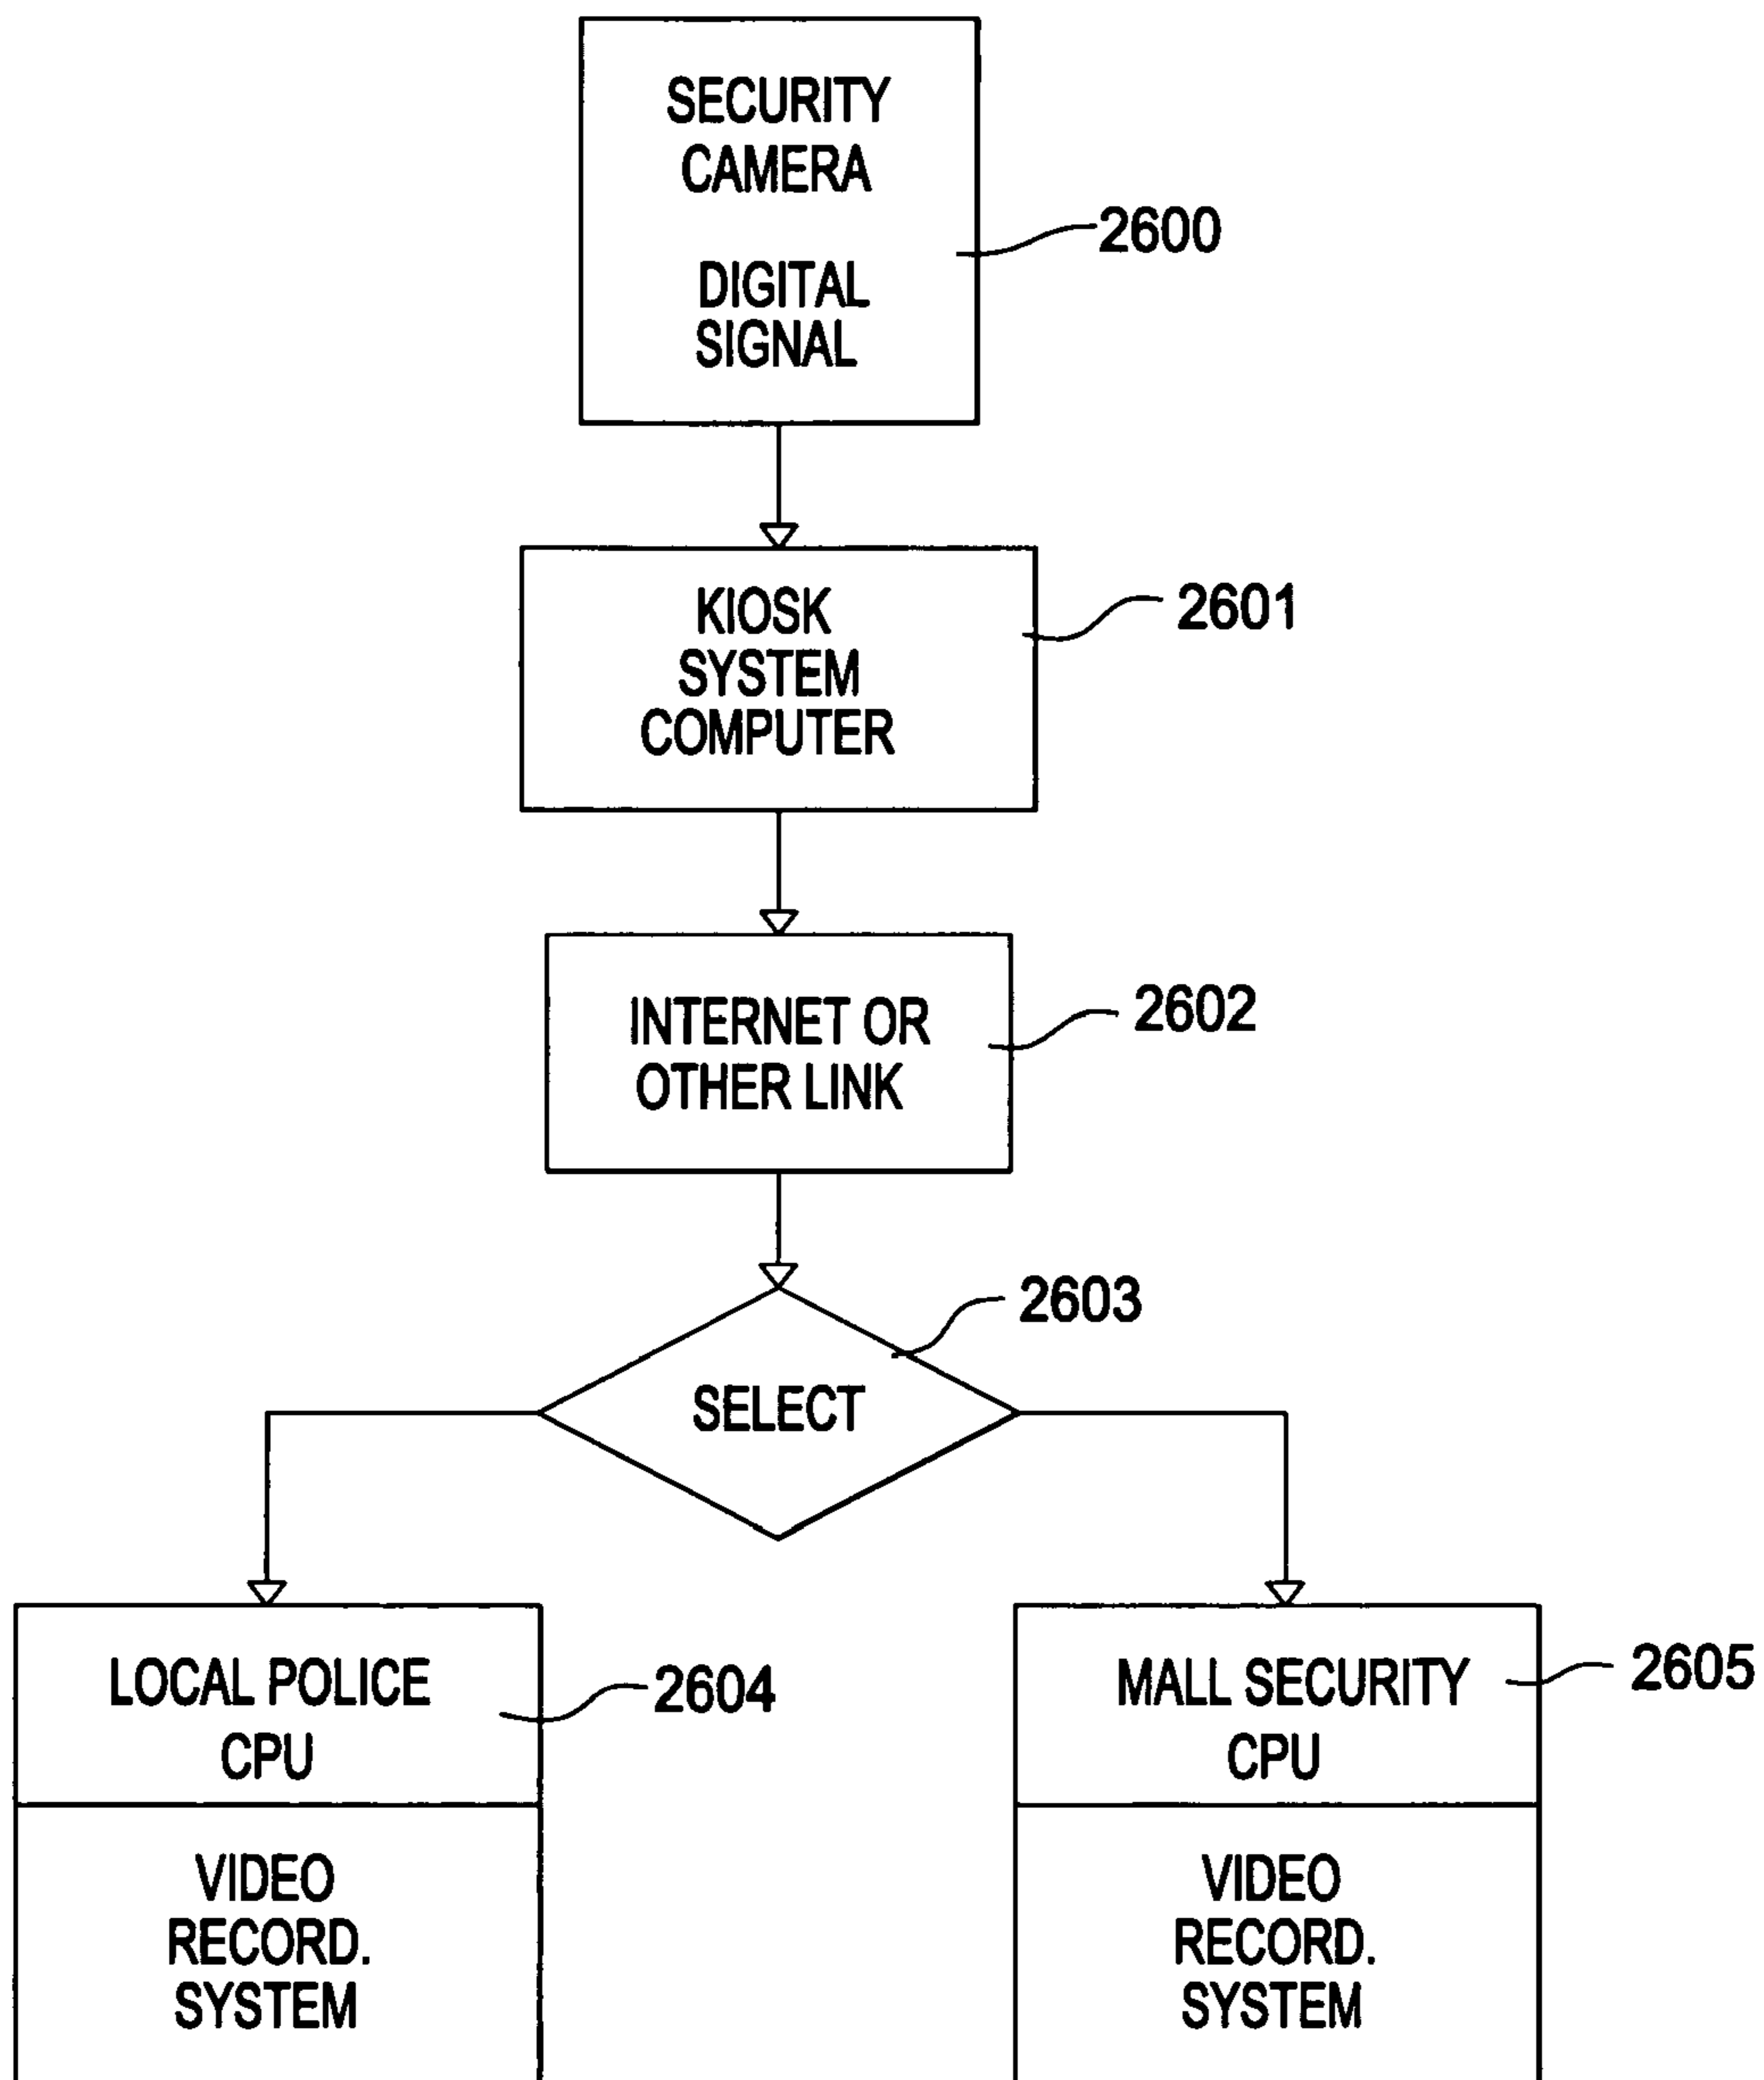 SECURITY
CAMERA
DIGITAL
SIGNAL
2600
KIOSK
SYSTEM
COMPUTER
2601
INTERNET OR
OTHER LINK
2602
SELECT
2603
LOCAL POLICE
CPU
2604
VIDEO
RECORD.
SYSTEM
MALL SECURITY
CPU
2605
VIDEO
RECORD.
SYSTEM